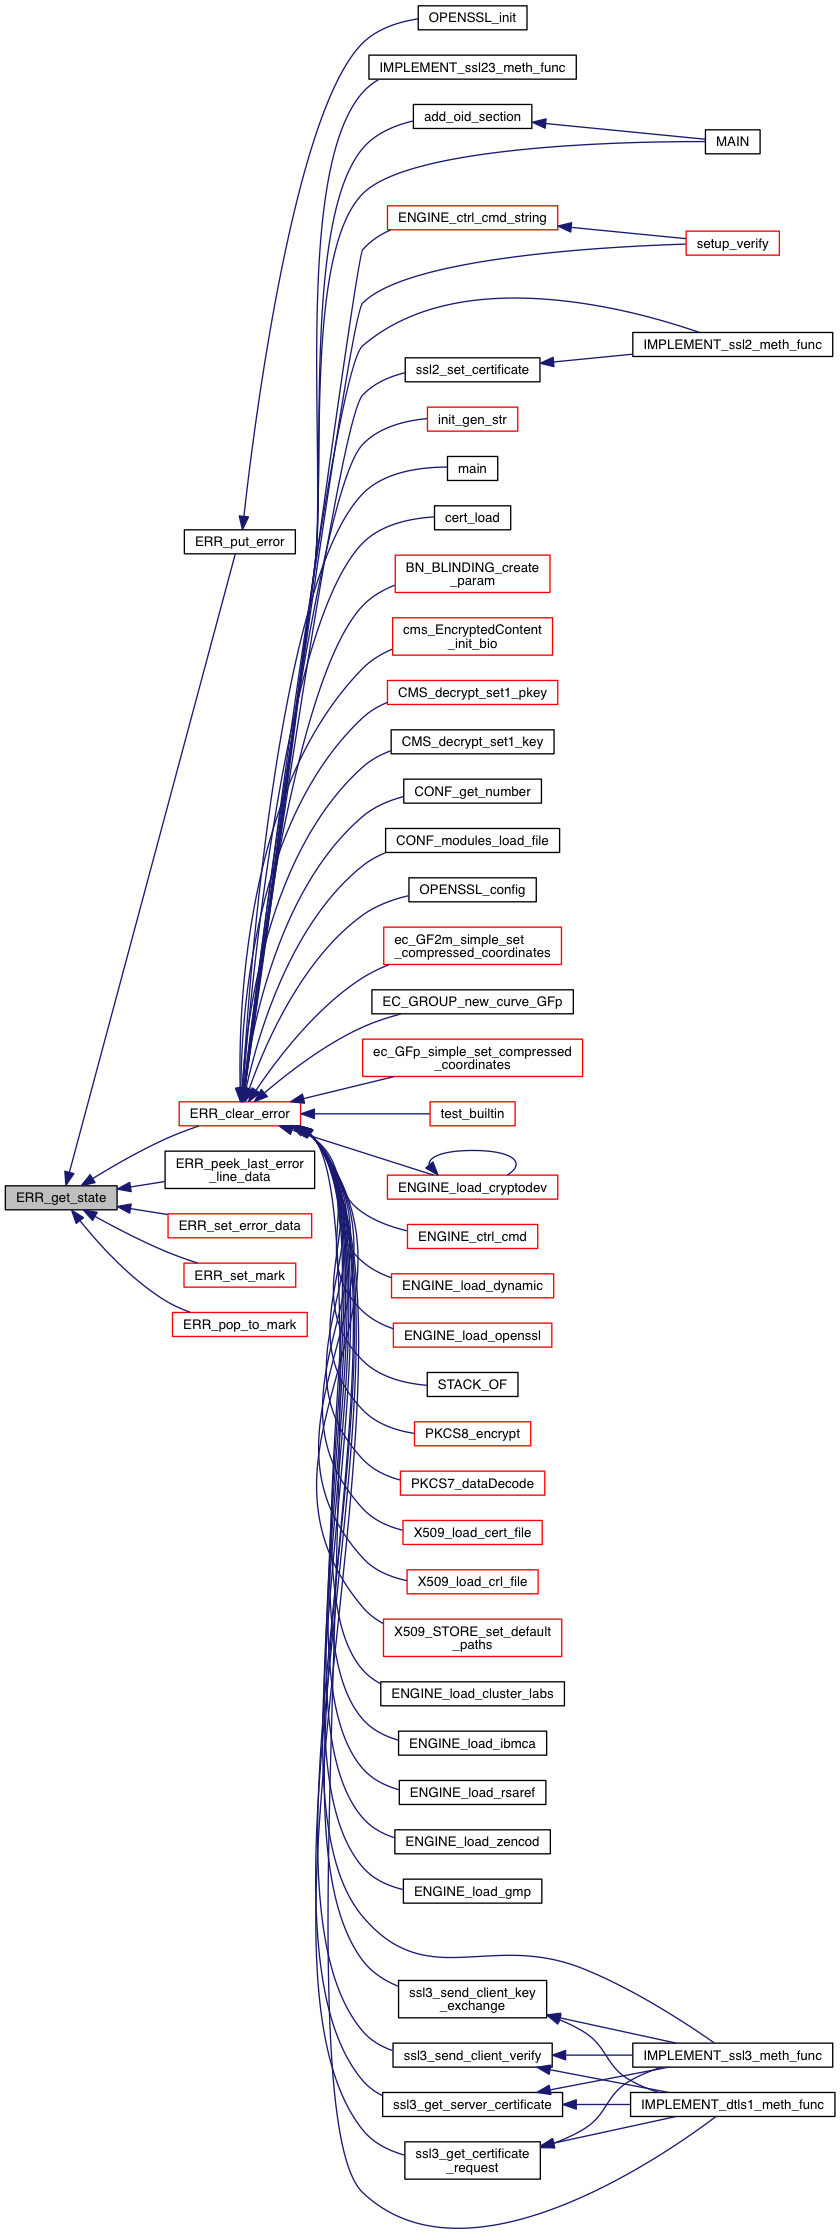 OPENSSL_init
IMPLEMENT_ssl23_meth_func
add_oid_section
MAIN
ENGINE_ctrl_cmd_string
setup_verify
IMPLEMENT_ssl2_meth_func
ssl2_set_certificate
init_gen_str
main
cert_load
ERR_put_error
BN_BLINDING_create
_param
cms_EncryptedContent
_init_bio
CMS_decrypt_set1_pkey
CMS_decrypt_set1_key
CONF_get_number
CONF_modules_load_file
OPENSSL_config
ec_GF2m_simple_set
_compressed_coordinates
EC_GROUP_new_curve_GFp
ec_GFp_simple_set_compressed
_coordinates
ERR_clear_error
test_builtin
ERR_peek_last_error
_line_data
ENGINE_load_cryptodev
ERR_get_state
ERR_set_error_data
ENGINE_ctrl_cmd
ERR_set_mark
ENGINE_load_dynamic
ERR_pop_to_mark
ENGINE_load_openssl
STACK_OF
PKCS8_encrypt
PKCS7_dataDecode
X509_load_cert_file
X509_load_crl_file
X509_STORE_set_default
_paths
ENGINE_load_cluster_labs
ENGINE_load_ibmca
ENGINE_load_rsaref
ENGINE_load_zencod
ENGINE_load_gmp
ssl3_send_client_key
_exchange
ssl3_send_client_verify
IMPLEMENT_ssl3_meth_func
ssl3_get_server_certificate
IMPLEMENT_dtls1_meth_func
ssl3_get_certificate
_request